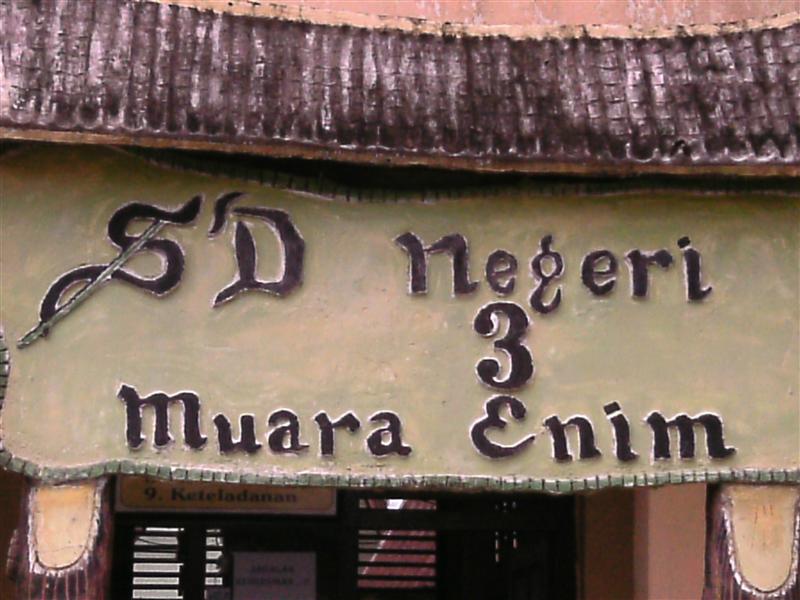 SD Negeri
3
Muara Enim
9. Keteladanan